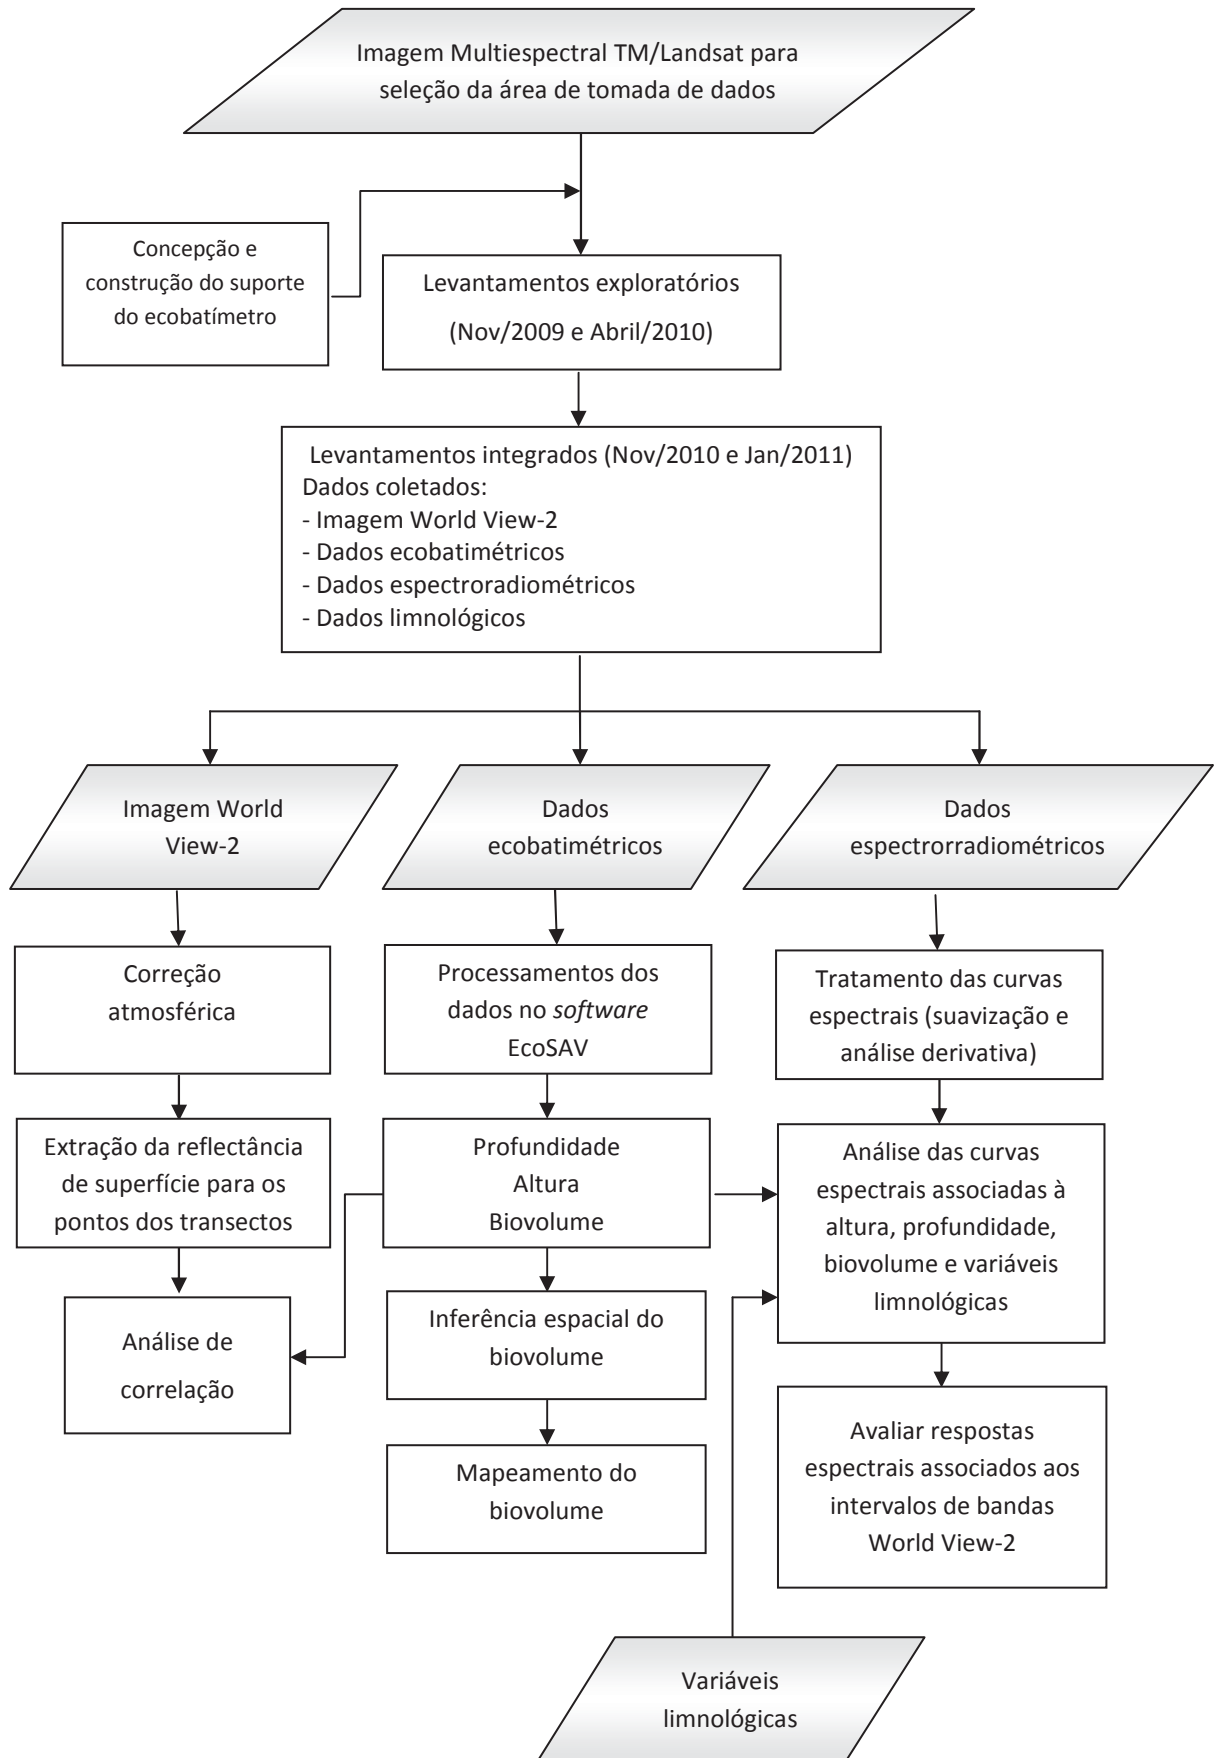 Imagem Multiespectral TM/Landsat para
seleção da área de tomada de dados
Concepção e
construção do suporte
do ecobatímetro
Levantamentos exploratórios
(Nov/2009 e Abril/2010)
Levantamentos integrados (Nov/2010 e Jan/2011)
Dados coletados:
- Imagem World View-2
- Dados ecobatimétricos
- Dados espectroradiométricos
- Dados limnológicos
Imagem World
View-2
Dados
ecobatimétricos
Dados
espectrorradiométricos
Correção
atmosférica
Processamentos dos
dados no software
EcoSAV
Tratamento das curvas
espectrais (suavização e
análise derivativa)
Extração da reflectância
de superfície para os
pontos dos transectos
Profundidade
Altura
Biovolume
Análise das curvas
espectrais associadas à
altura, profundidade,
biovolume e variáveis
limnológicas
Análise de
correlação
Inferência espacial do
biovolume
Mapeamento do
biovolume
Avaliar respostas
espectrais associados aos
intervalos de bandas
World View-2
Variáveis
limnológicas